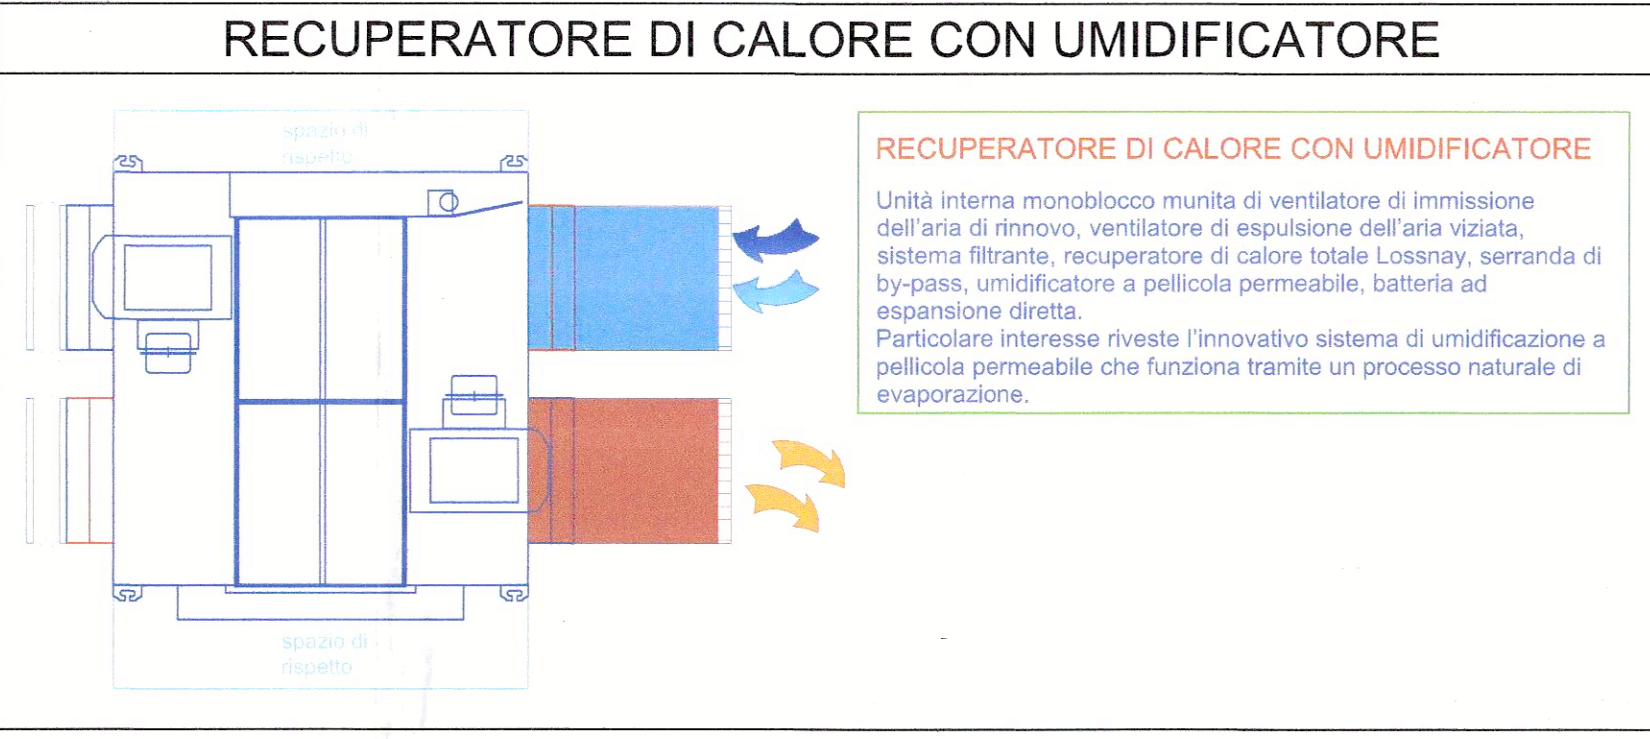 RECUPERATORE DI CALORE CON UMIDIFICATORE
spazio di
rispetto
RECUPERATORE DI CALORE CON UMIDIFICATORE
Unità interna monoblocco munita di ventilatore di immissione
dell'aria di rinnovo, ventilatore di espulsione dell'aria viziata,
sistema filtrante, recuperatore di calore totale Lossnay, serranda di
by-pass, umidificatore a pellicola permeabile, batteria ad
espansione diretta.
Particolare interesse riveste l'innovativo sistema di umidificazione a
pellicola permeabile che funziona tramite un processo naturale di
evaporazione.
spazio di
rispetto